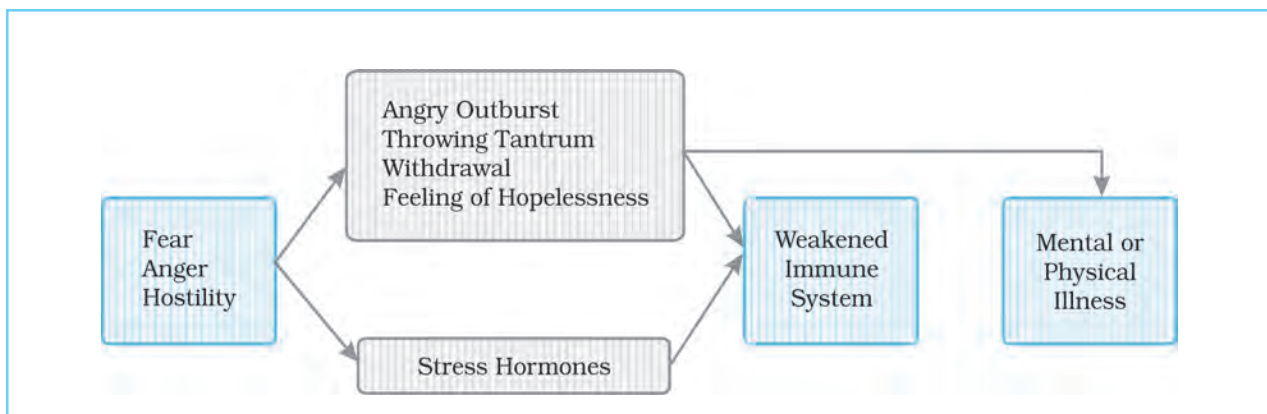 Angry Outburst
Throwing Tantrum
Withdrawal
Feeling of Hopelessness
Fear
Anger
Hostility
Weakened
Immune
System
Mental or
Physical
Illness
Stress Hormones